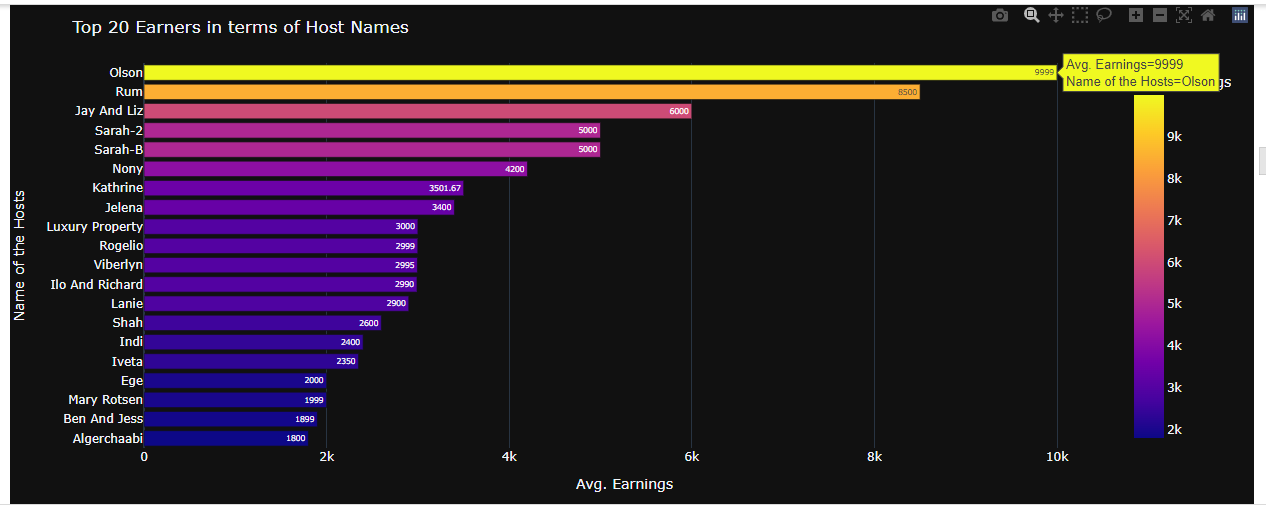 Top 20 Earners in terms of Host Names
Avg. Earnings=9999
Name of the Hosts=Olson
gs
Name of the Hosts
Olson 9999
Rum 8500
Jay And Liz 6000
Sarah-2 5000
Sarah-B 5000
Nony 4200
Kathrine 3501.67
Jelena 3400
Luxury Property 3000
Rogelio 2999
Viberlyn 2995
Ilo And Richard 2990
Lanie 2900
Shah 2600
Indi 2400
Iveta 2350
Ege 2000
Mary Rotsen 1999
Ben And Jess 1899
Algerchaabi 1800
0 2k 4k 6k 8k 10k
Avg. Earnings
9k
8k
7k
6k
5k
4k
3k
2k